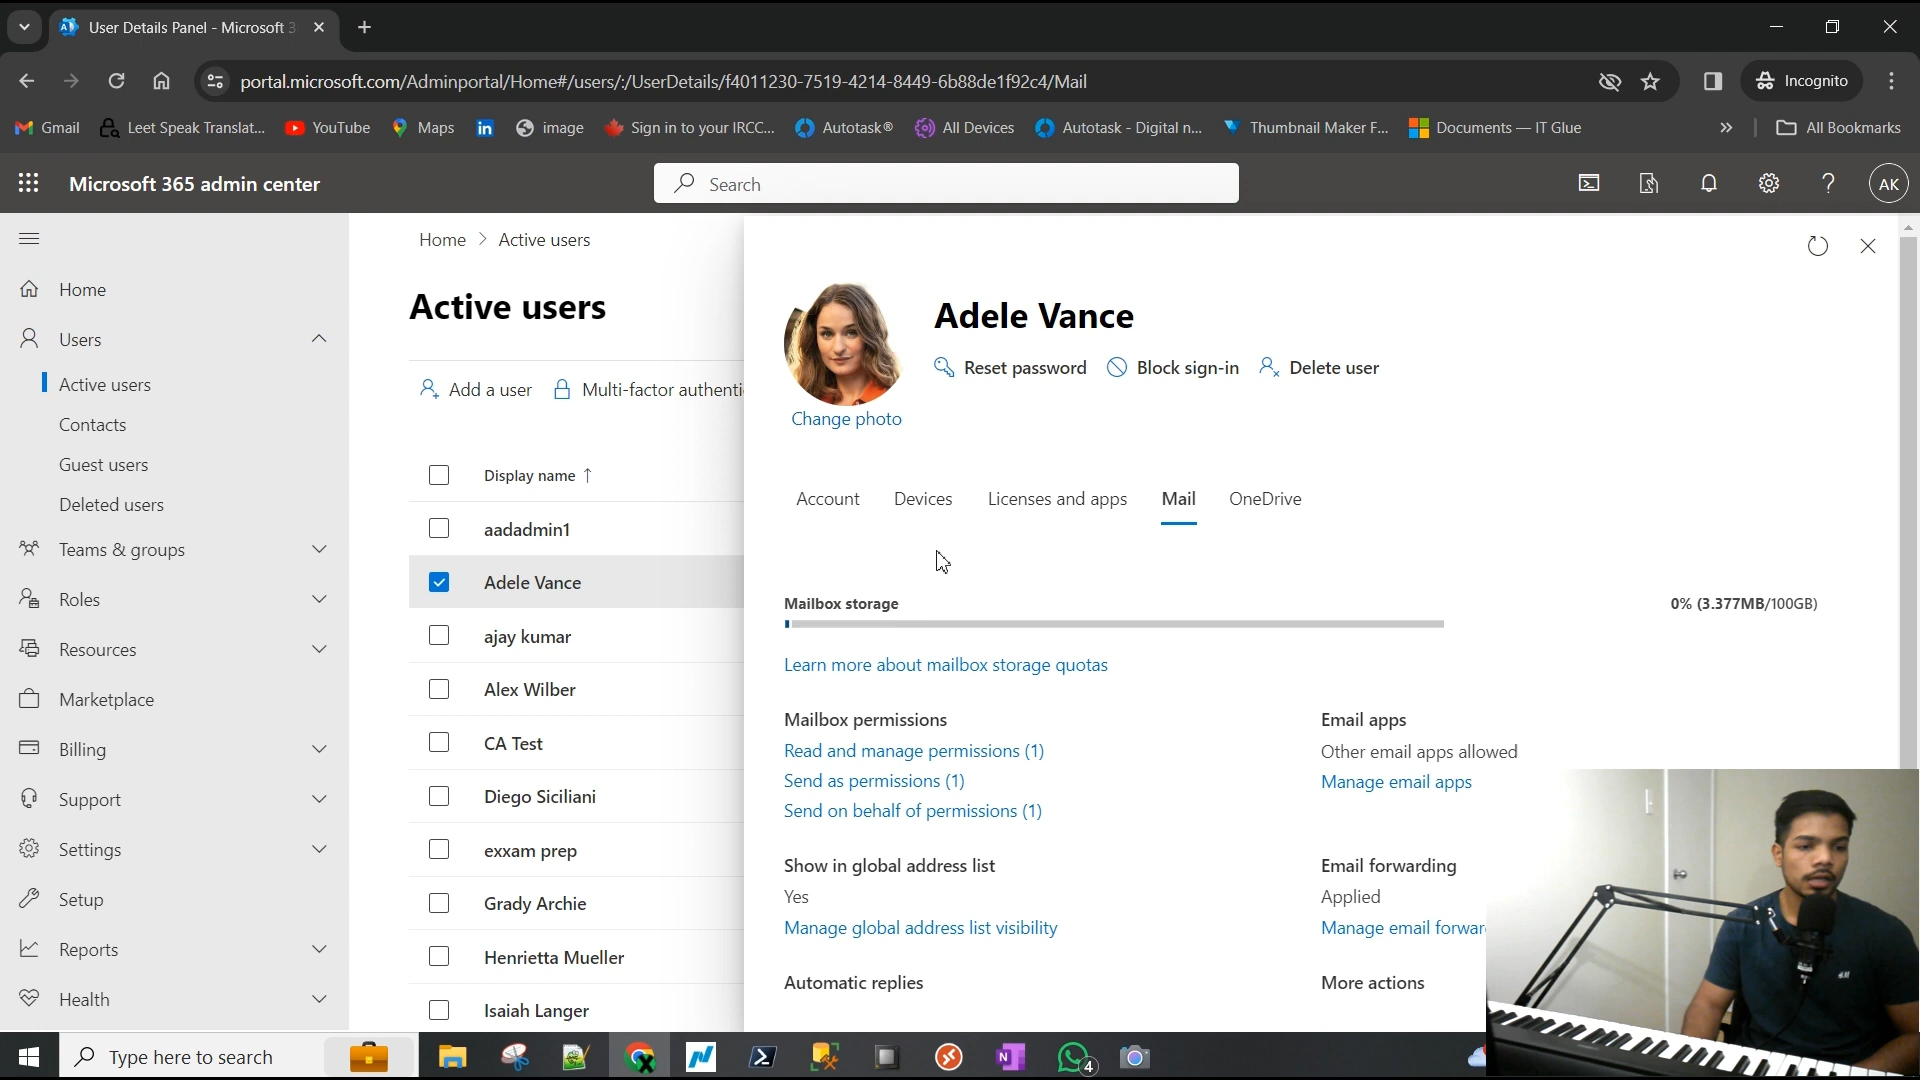 User Details Panel - Microsoft 3
portal.microsoft.com/Adminportal/Home#/users/:/UserDetails/f4011230-7519-4214-8449-6b88de1f92c4/Mail
Incognito
Gmail
Leet Speak Translat...
YouTube
Maps
image
Sign in to your IRCC...
Autotask®
All Devices
Autotask - Digital n...
Thumbnail Maker F...
Documents — IT Glue
All Bookmarks
Microsoft 365 admin center
Search
AK
Home
Users
Active users
Contacts
Guest users
Deleted users
Teams & groups
Roles
Resources
Marketplace
Billing
Support
Settings
Setup
Reports
Health
Home > Active users
Active users
Add a user
Multi-factor authenti
Display name ↑
aadadmin1
Adele Vance
ajay kumar
Alex Wilber
CA Test
Diego Siciliani
exxam prep
Grady Archie
Henrietta Mueller
Isaiah Langer
Adele Vance
Reset password
Block sign-in
Delete user
Change photo
Account
Devices
Licenses and apps
Mail
OneDrive
Mailbox storage
0% (3.377MB/100GB)
Learn more about mailbox storage quotas
Mailbox permissions
Read and manage permissions (1)
Send as permissions (1)
Send on behalf of permissions (1)
Email apps
Other email apps allowed
Manage email apps
Show in global address list
Yes
Manage global address list visibility
Email forwarding
Applied
Manage email forwar
Automatic replies
More actions
Type here to search
4